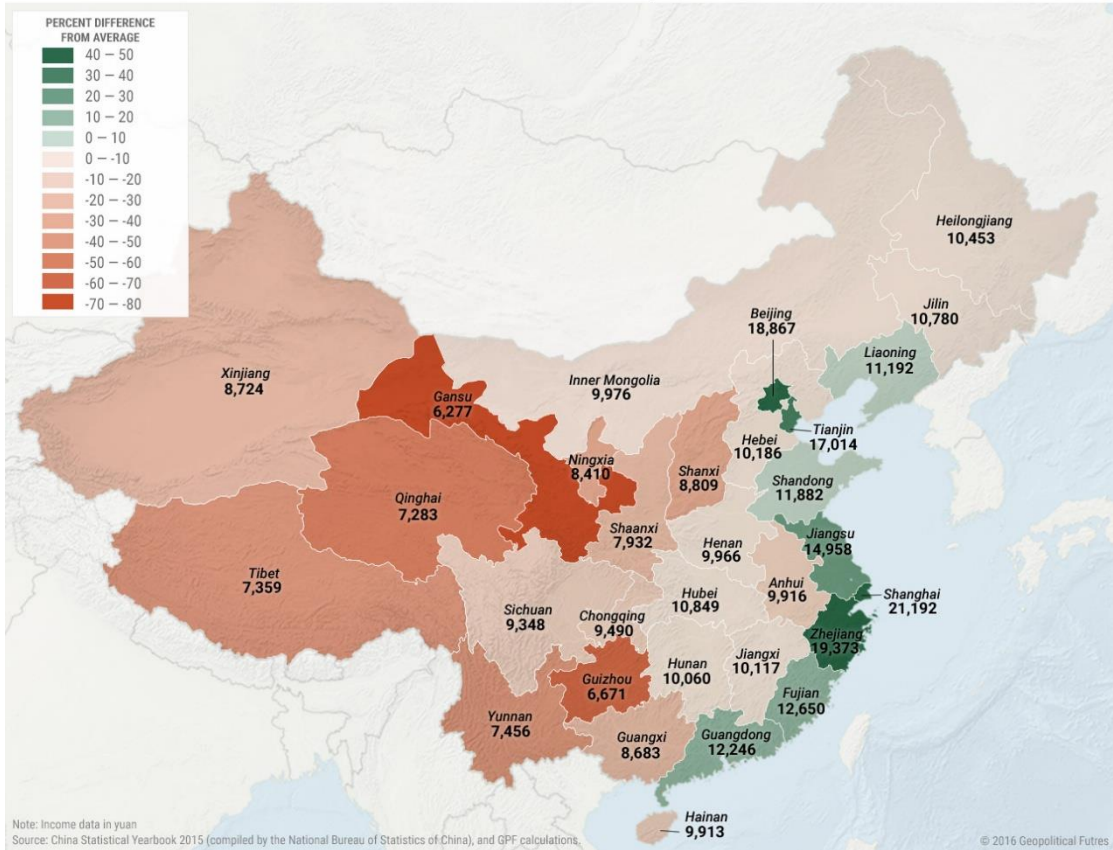 PERCENT DIFFERENCE
FROM AVERAGE
40 — 50
30 — 40
20 — 30
10 — 20
0 — 10
0 — -10
-10 — -20
-20 — -30
-30 — -40
-40 — -50
-50 — -60
-60 — -70
-70 — -80
Heilongjiang
10,453
Jilin
10,780
Beijing
18,867
Liaoning
11,192
Xinjiang
8,724
Inner Mongolia
9,976
Gansu
6,277
Tianjin
17,014
Hebei
10,186
Ningxia
8,410
Shanxi
8,809
Shandong
11,882
Qinghai
7,283
Shaanxi
7,932
Henan
9,966
Jiangsu
14,958
Tibet
7,359
Anhui
9,916
Shanghai
21,192
Hubei
10,849
Sichuan
9,348
Chongqing
9,490
Zhejiang
19,373
Hunan
10,060
Jiangxi
10,117
Guizhou
6,671
Fujian
12,650
Yunnan
7,456
Guangxi
8,683
Guangdong
12,246
Hainan
9,913
Note: Income data in yuan
Source: China Statistical Yearbook 2015 (compiled by the National Bureau of Statistics of China), and GPF calculations.
© 2016 Geopolitical Futres